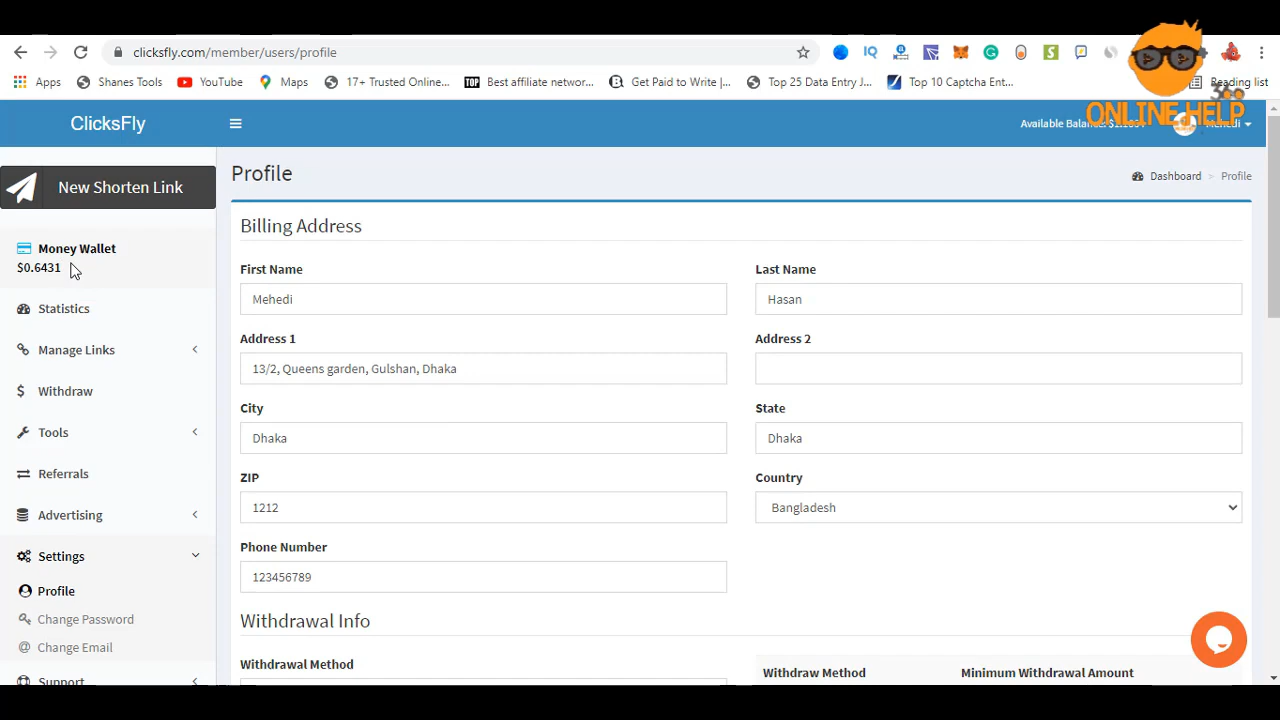 clicksfly.com/member/users/profile
Apps Shanes Tools YouTube Maps 17+ Trusted Online... TOP Best affiliate networ... Get Paid to Write |... Top 25 Data Entry J... Top 10 Captcha Ent... Reading list
360
ONLINE HELP
ClicksFly
Available Balance:
New Shorten Link
Profile
Dashboard > Profile
Money Wallet
$0.6431
Statistics
Manage Links
$ Withdraw
Tools
Referrals
Advertising
Settings
Profile
Change Password
@ Change Email
Support
Billing Address
First Name
Mehedi
Last Name
Hasan
Address 1
13/2, Queens garden, Gulshan, Dhaka
Address 2
City
Dhaka
State
Dhaka
ZIP
1212
Country
Bangladesh
Phone Number
123456789
Withdrawal Info
Withdrawal Method
Withdraw Method Minimum Withdrawal Amount